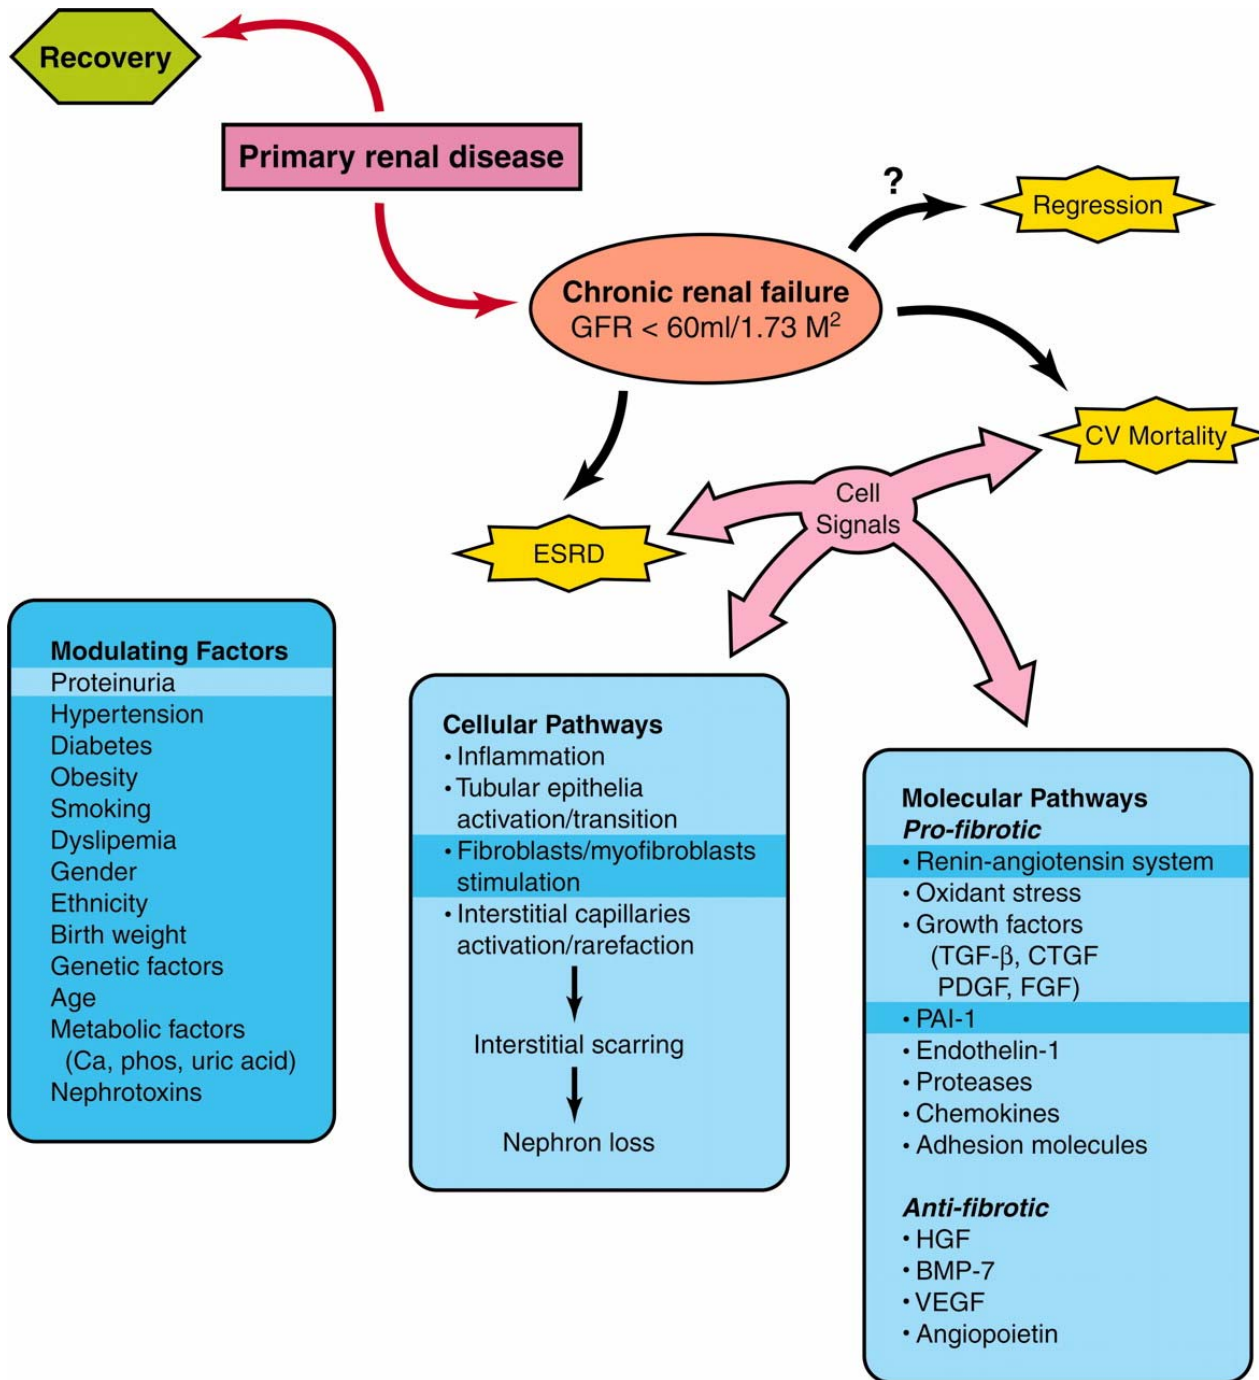 Recovery
Primary renal disease
?
Regression
Chronic renal failure
GFR < 60ml/1.73 M²
CV Mortality
Cell
Signals
ESRD
Modulating Factors
Proteinuria
Hypertension
Diabetes
Obesity
Smoking
Dyslipemia
Gender
Ethnicity
Birth weight
Genetic factors
Age
Metabolic factors
(Ca, phos, uric acid)
Nephrotoxins
Cellular Pathways
• Inflammation
• Tubular epithelia
activation/transition
• Fibroblasts/myofibroblasts
stimulation
• Interstitial capillaries
activation/rarefaction
Interstitial scarring
Nephron loss
Molecular Pathways
Pro-fibrotic
• Renin-angiotensin system
• Oxidant stress
• Growth factors
(TGF-β, CTGF
PDGF, FGF)
• PAI-1
• Endothelin-1
• Proteases
• Chemokines
• Adhesion molecules
Anti-fibrotic
• HGF
• BMP-7
• VEGF
• Angiopoietin